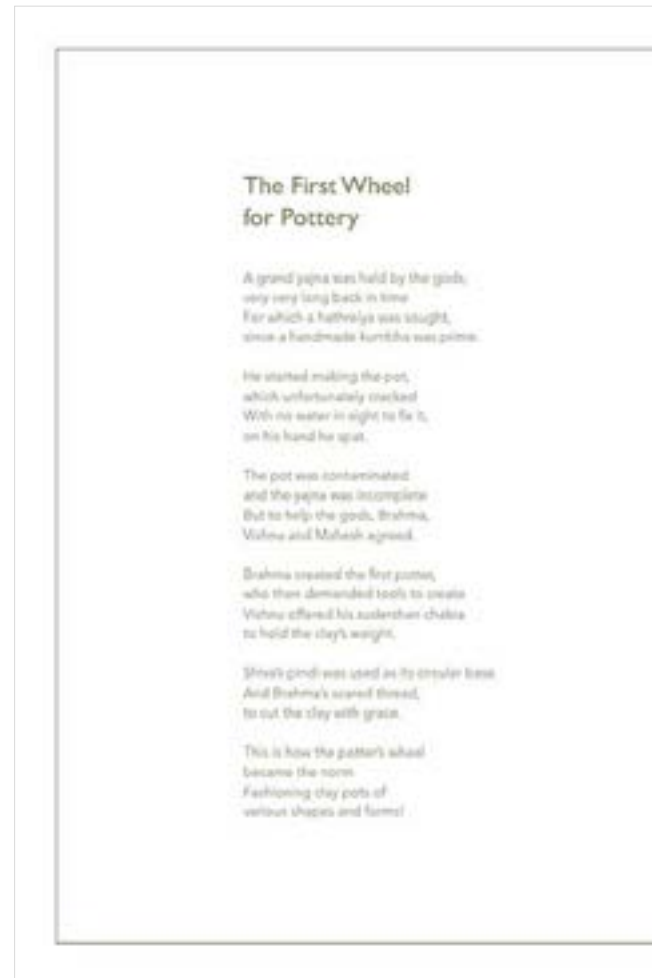 The First Wheel
for Pottery
A grand yajna was held by the gods,
very very long back in time
For which a hathreliya was sought,
since a handmade kumbha was prime.
He started making the pot,
which unfortunately cracked
With no water in sight to fix it,
on his hand he spat.
The pot was contaminated
and the yajna was incomplete
But to help the gods, Brahma,
Vishnu and Mahesh agreed.
Brahma created the first potter,
who then demanded tools to create
Vishnu offered his sudershan chakra
to hold the clay's weight.
Shiva's pindi was used as its circular base
And Brahma's scared thread,
to cut the clay with grace.
This is how the potter's wheel
became the norm
Fashioning clay pots of
various shapes and forms!